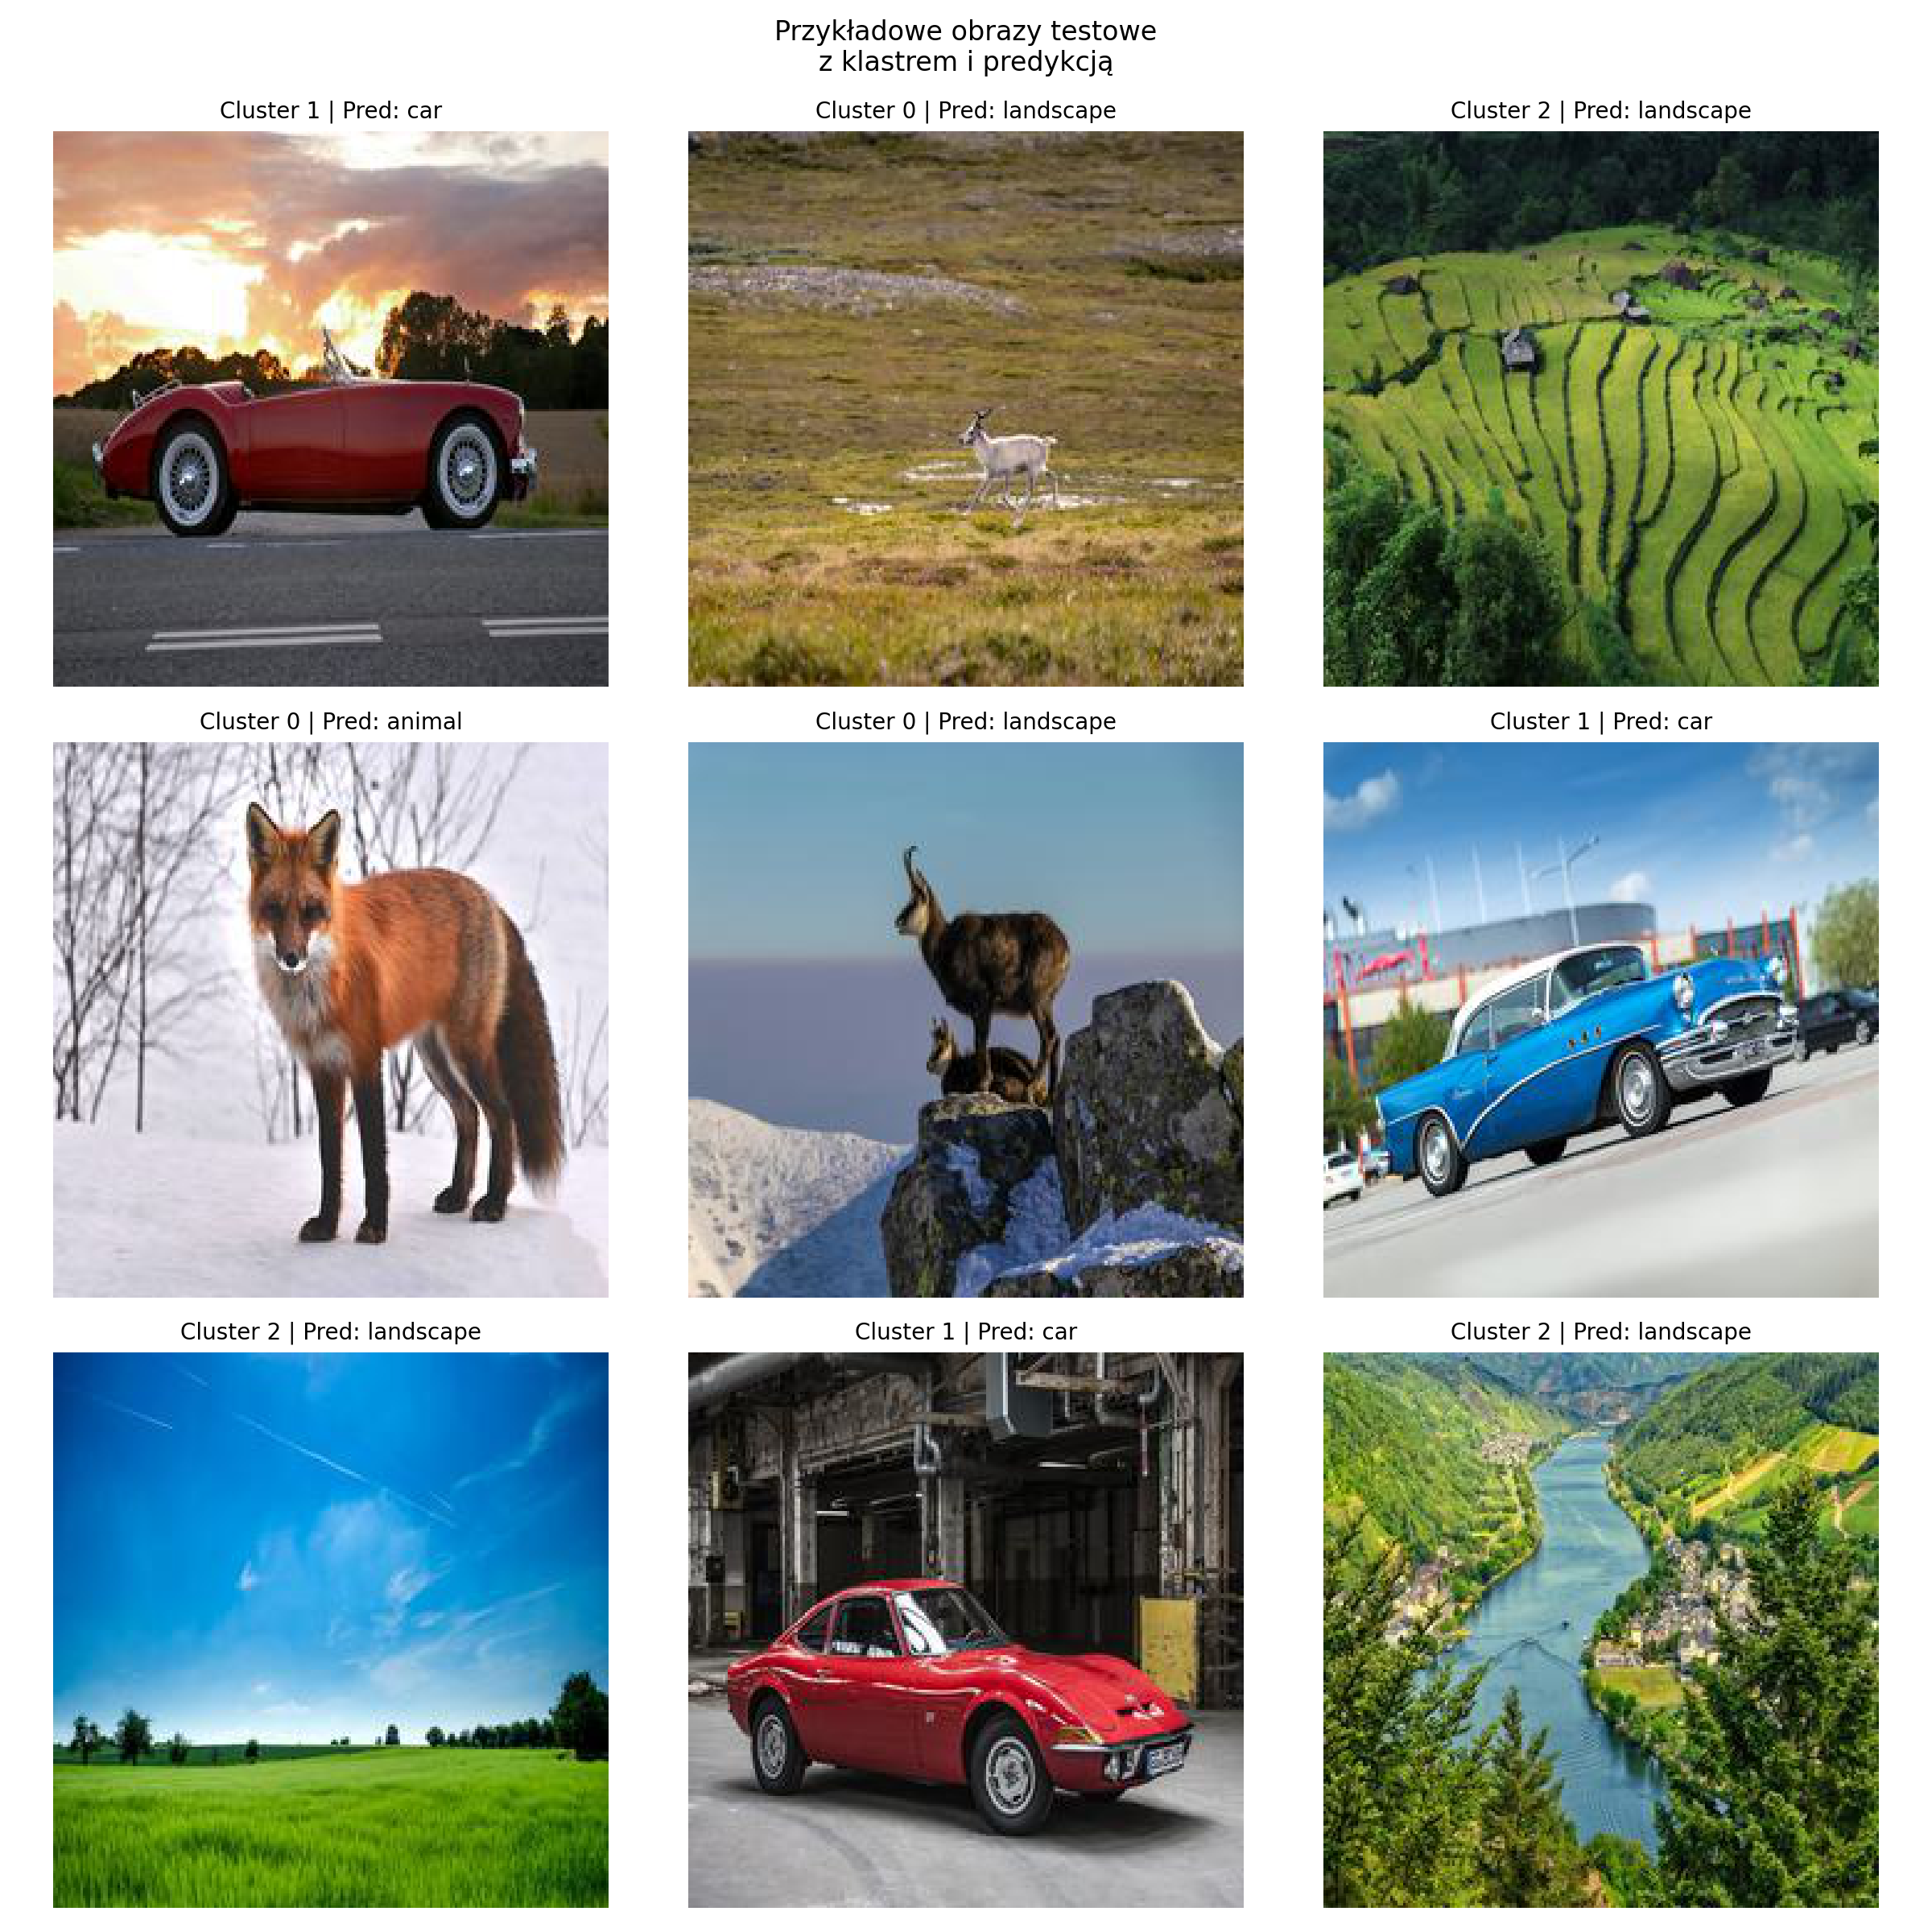 Przykładowe obrazy testowe
z klastrem i predykcją
Cluster 1 | Pred: car
Cluster 0 | Pred: landscape
Cluster 2 | Pred: landscape
Cluster 0 | Pred: animal
Cluster 0 | Pred: landscape
Cluster 1 | Pred: car
Cluster 2 | Pred: landscape
Cluster 1 | Pred: car
Cluster 2 | Pred: landscape